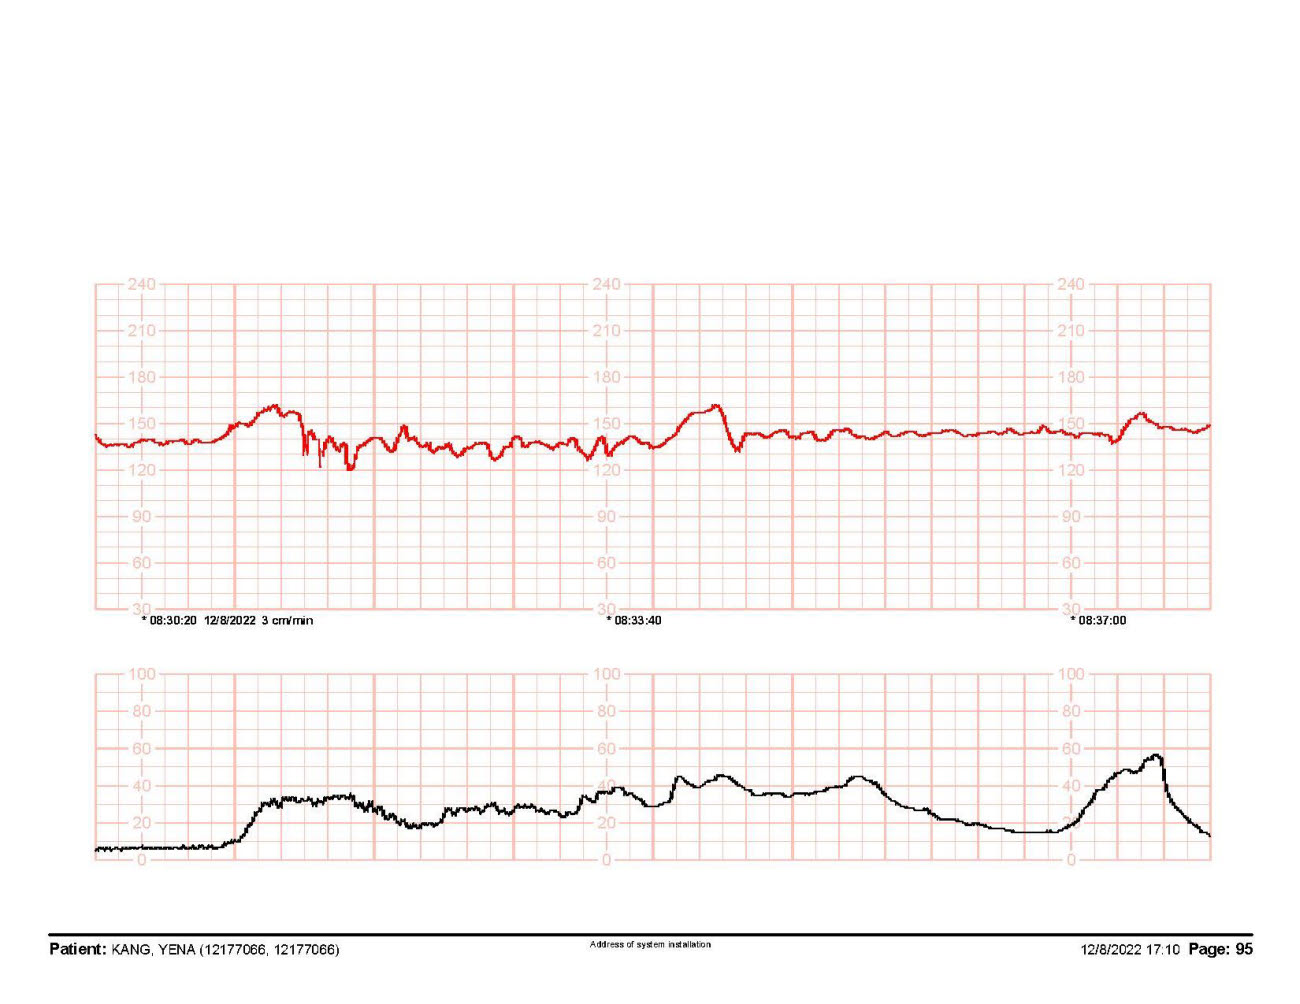 240 240 240
210 210 210
180 180 180
150 150 150
120 120 120
90 90 90
60 60 60
30 30 30
* 08:30:20 12/8/2022 3 cm/min * 08:33:40 * 08:37:00
100 100 100
80 80 80
60 60 60
40 40 40
20 20 20
0 0 0
Patient: KANG, YENA (12177066, 12177066) Address of system installation 12/8/2022 17:10 Page: 95